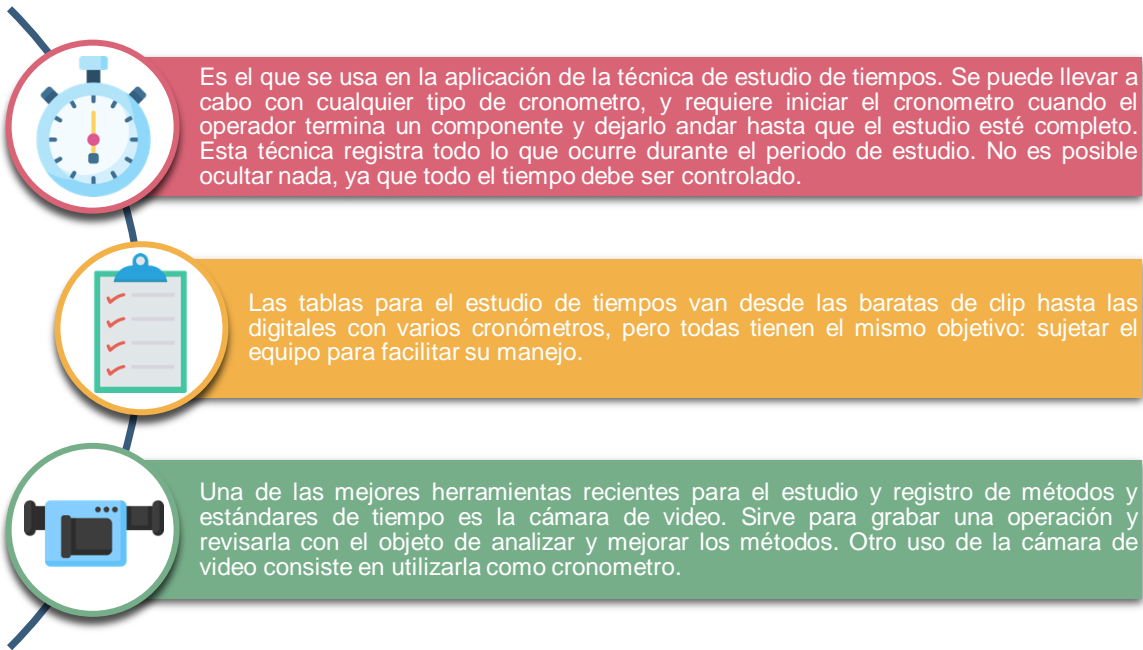 Es el que se usa en la aplicación de la técnica de estudio de tiempos. Se puede llevar a
cabo con cualquier tipo de cronometro, y requiere iniciar el cronometro cuando el
operador termina un componente y dejarlo andar hasta que el estudio esté completo.
Esta técnica registra todo lo que ocurre durante el periodo de estudio. No es posible
ocultar nada, ya que todo el tiempo debe ser controlado.
Las tablas para el estudio de tiempos van desde las baratas de clip hasta las
digitales con varios cronómetros, pero todas tienen el mismo objetivo: sujetar el
equipo para facilitar su manejo.
Una de las mejores herramientas recientes para el estudio y registro de métodos y
estándares de tiempo es la cámara de video. Sirve para grabar una operación y
revisarla con el objeto de analizar y mejorar los métodos. Otro uso de la cámara de
video consiste en utilizarla como cronometro.